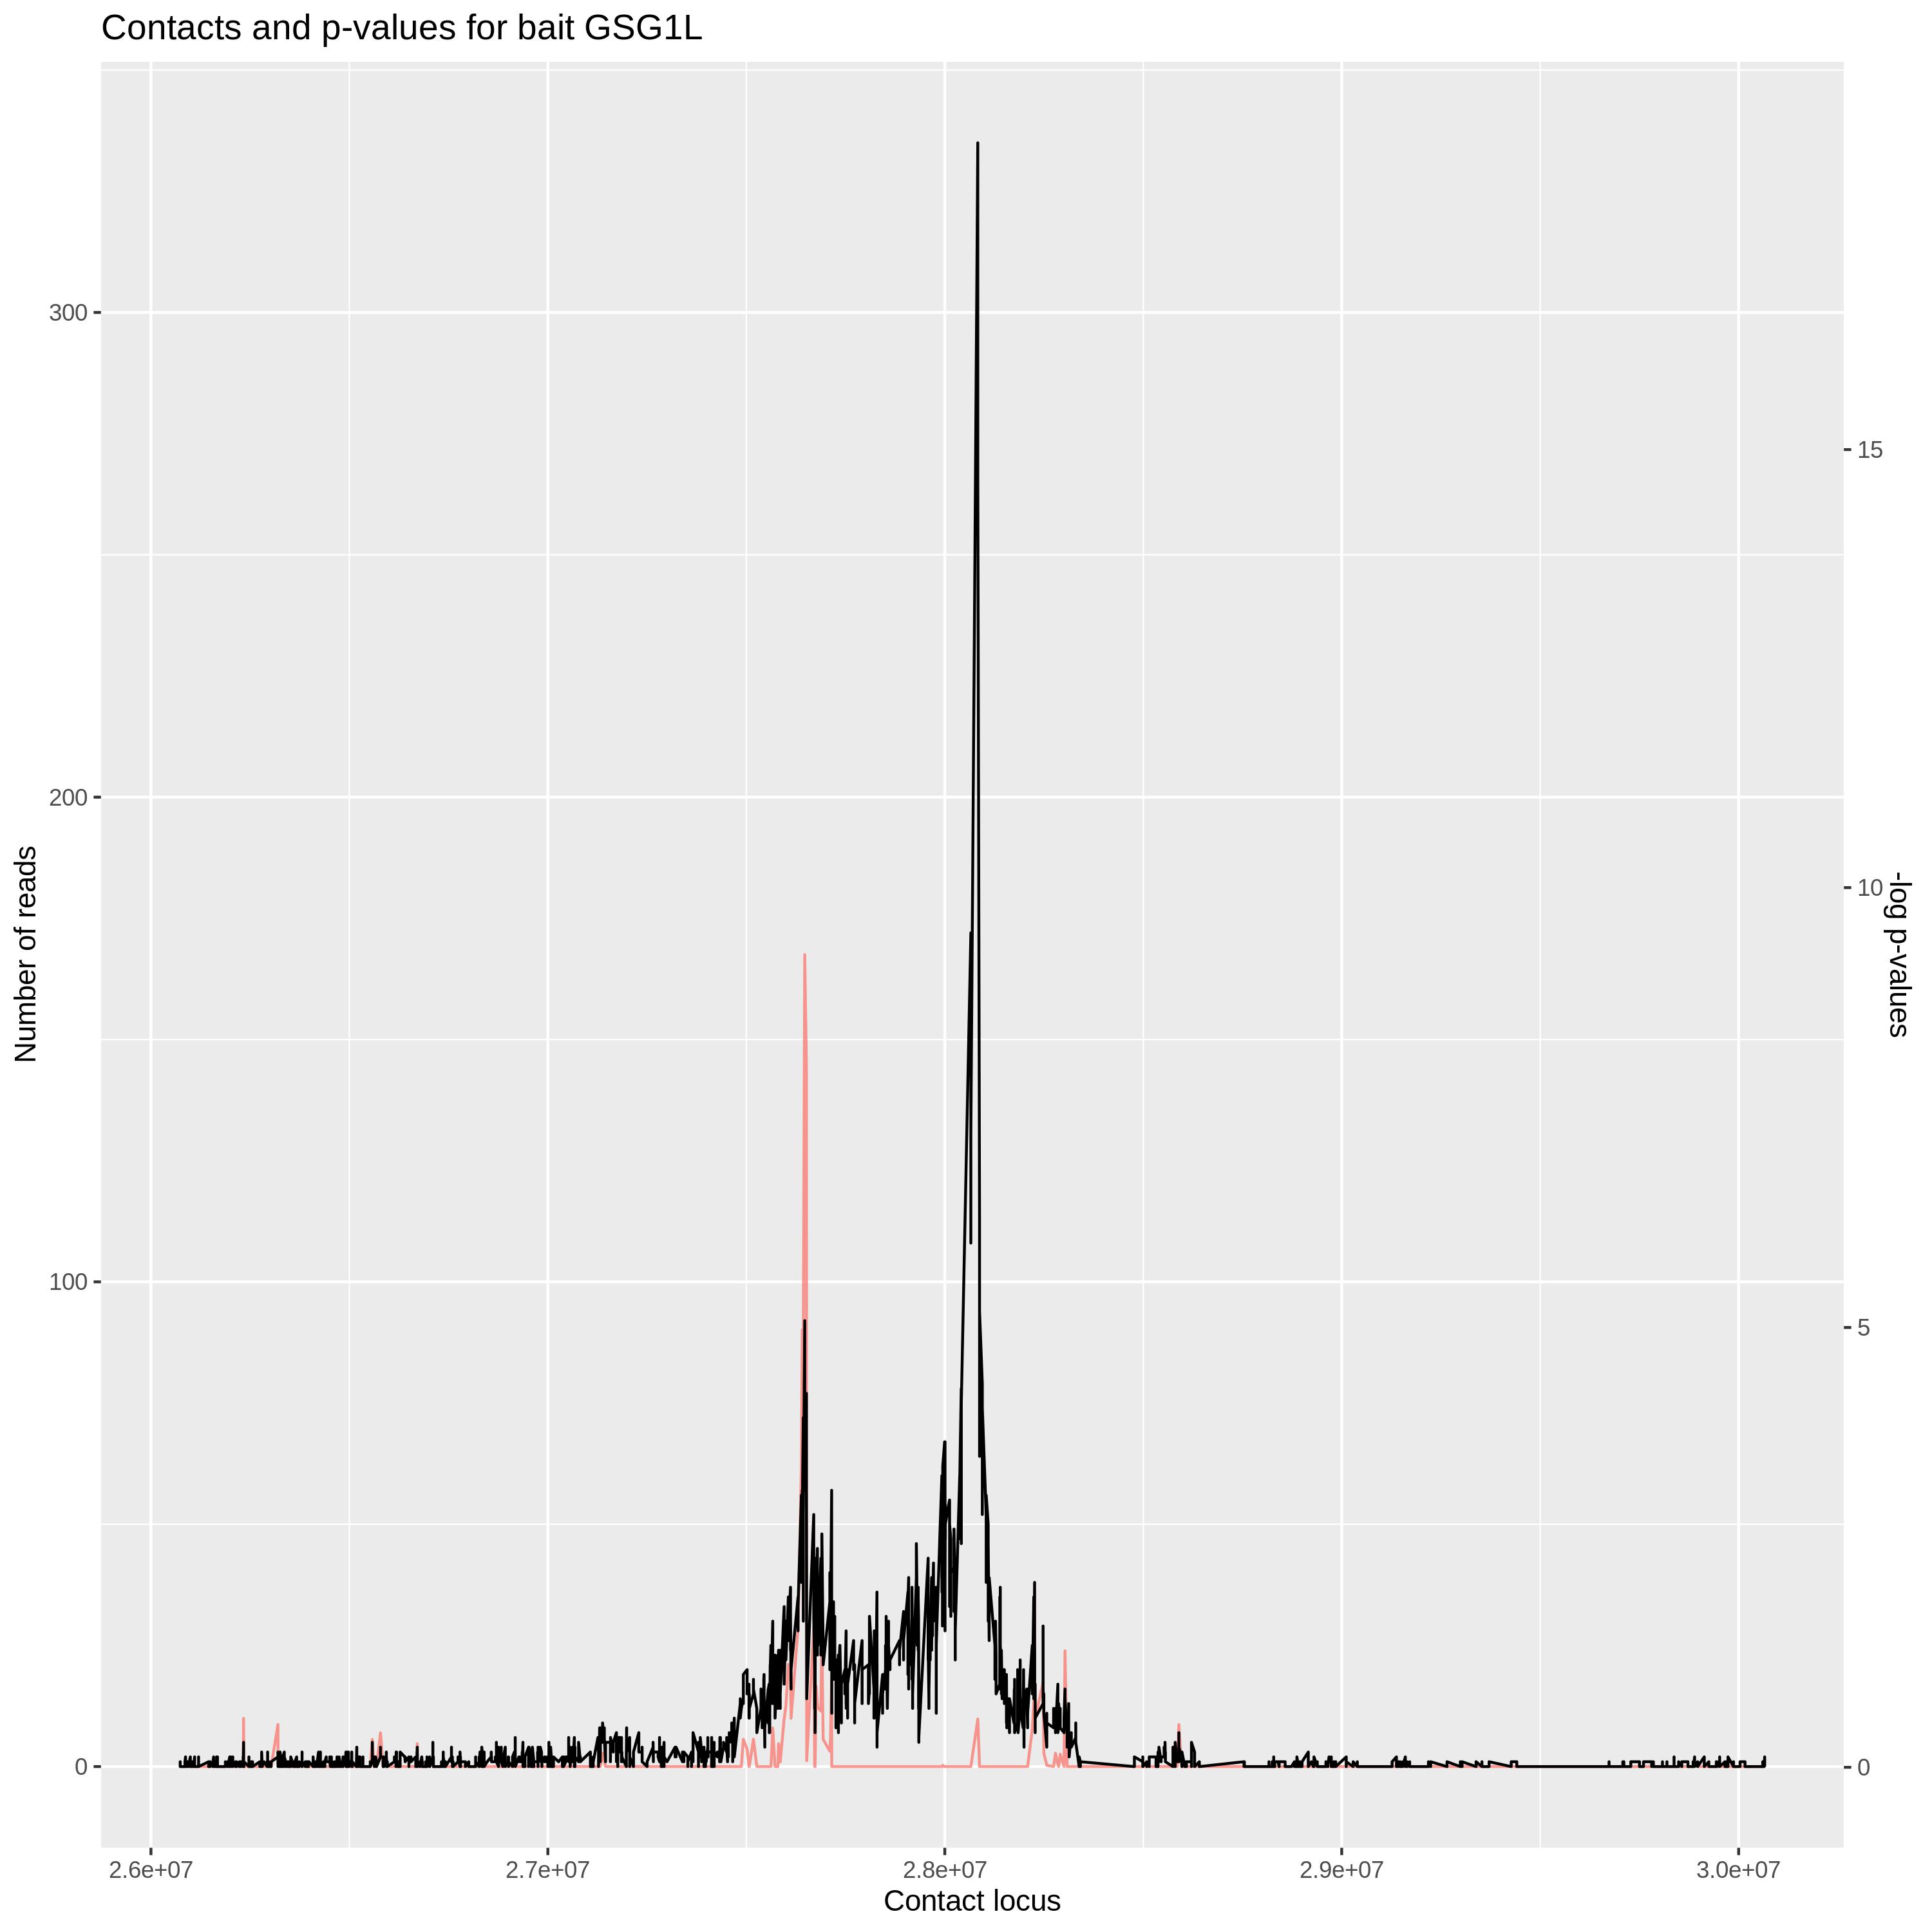 Contacts and p-values for bait GSG1L
300
200
100
0
Number of reads
15
10
5
0
-log p-values
2.6e+07
2.7e+07
2.8e+07
2.9e+07
3.0e+07
Contact locus